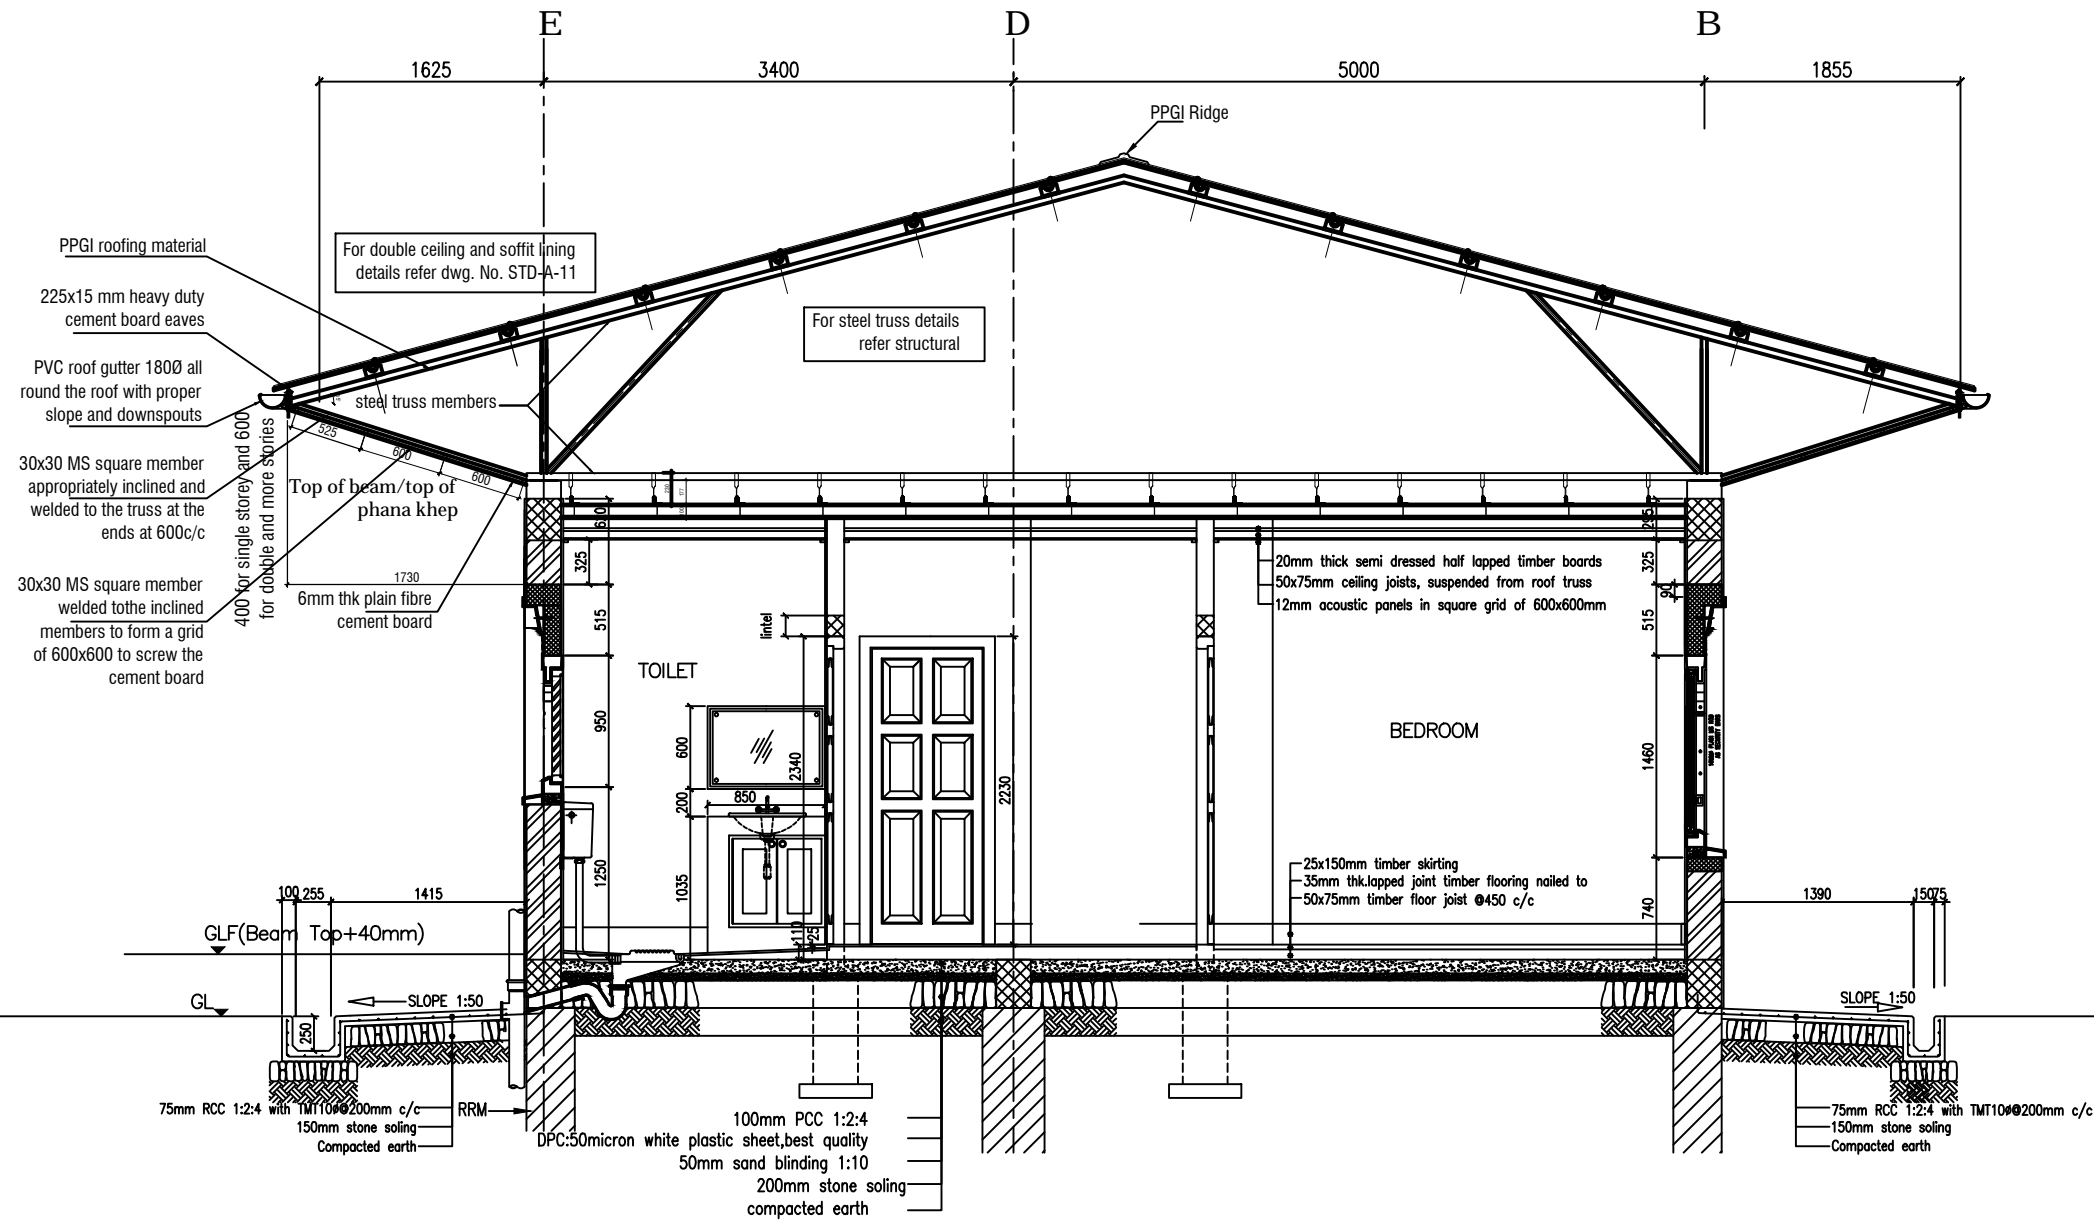 E
D
B
1625
3400
5000
1855
PPGI Ridge
PPGI roofing material
225x15 mm heavy duty
cement board eaves
PVC roof gutter 180Ø all
round the roof with proper
slope and downspouts
30x30 MS square member
appropriately inclined and
welded to the truss at the
ends at 600c/c
30x30 MS square member
welded tothe inclined
members to form a grid
of 600x600 to screw the
cement board
For double ceiling and soffit lining
details refer dwg. No. STD-A-11
For steel truss details
refer structural
steel truss members
525
600
600
400 for single storey and 600
for double and more stories
Top of beam/top of
phana khep
1730
6mm thk plain fibre
cement board
230
177
610
325
515
950
1250
TOILET
600
200
850
1035
lintel
2340
2230
110
25
295
325
90
515
1460
740
20mm thick semi dressed half lapped timber boards
50x75mm ceiling joists, suspended from roof truss
12mm acoustic panels in square grid of 600x600mm
BEDROOM
25x150mm timber skirting
35mm thk.lapped joint timber flooring nailed to
50x75mm timber floor joist @450 c/c
100
255
1415
1390
150
75
GLF(Beam Top+40mm)
GL
SLOPE 1:50
SLOPE 1:50
250
75mm RCC 1:2:4 with TMT10ø@200mm c/c
150mm stone soling
Compacted earth
RRM
100mm PCC 1:2:4
DPC:50micron white plastic sheet,best quality
50mm sand blinding 1:10
200mm stone soling
compacted earth
75mm RCC 1:2:4 with TMT10ø@200mm c/c
150mm stone soling
Compacted earth